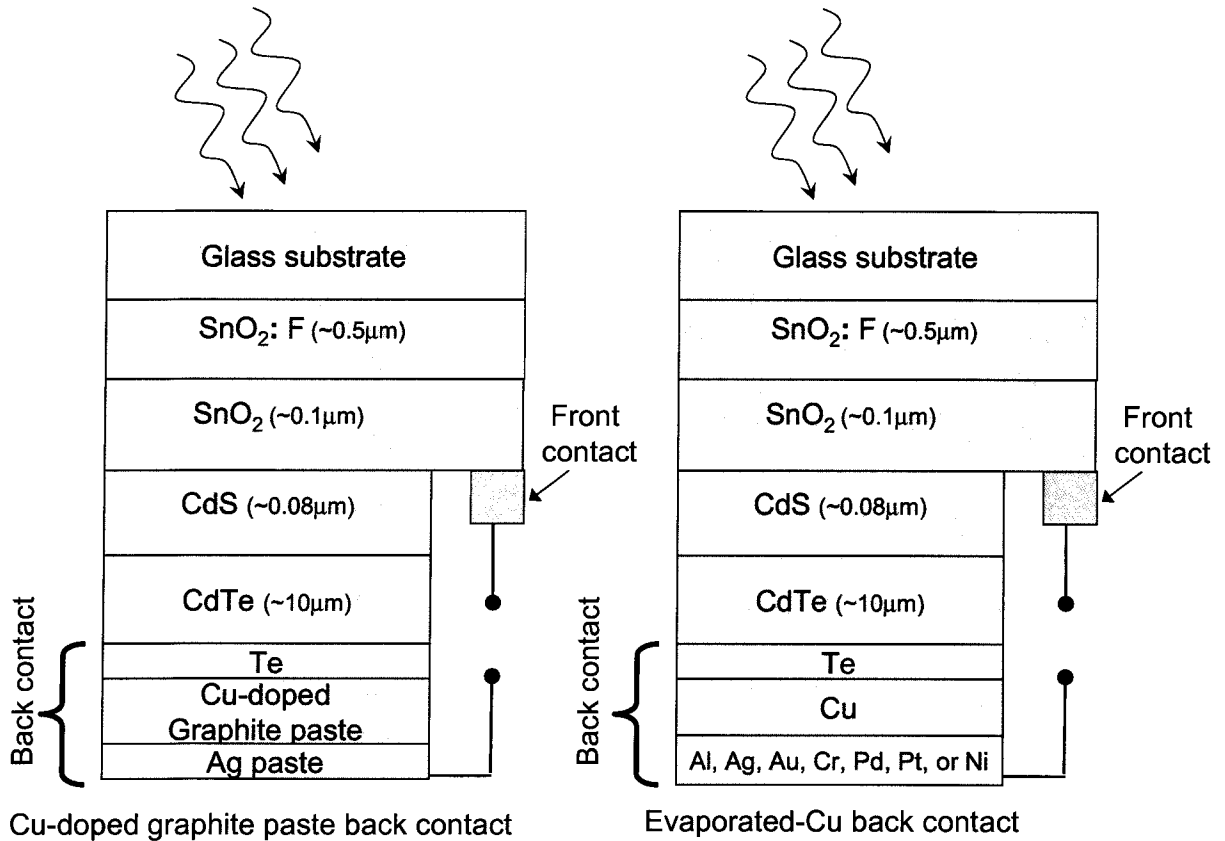 Glass substrate
SnO₂: F (~0.5μm)
SnO₂ (~0.1μm)
Front
contact
CdS (~0.08μm)
CdTe (~10μm)
Back contact
Te
Cu-doped
Graphite paste
Ag paste
Cu-doped graphite paste back contact
Glass substrate
SnO₂: F (~0.5μm)
SnO₂ (~0.1μm)
Front
contact
CdS (~0.08μm)
CdTe (~10μm)
Back contact
Te
Cu
Al, Ag, Au, Cr, Pd, Pt, or Ni
Evaporated-Cu back contact